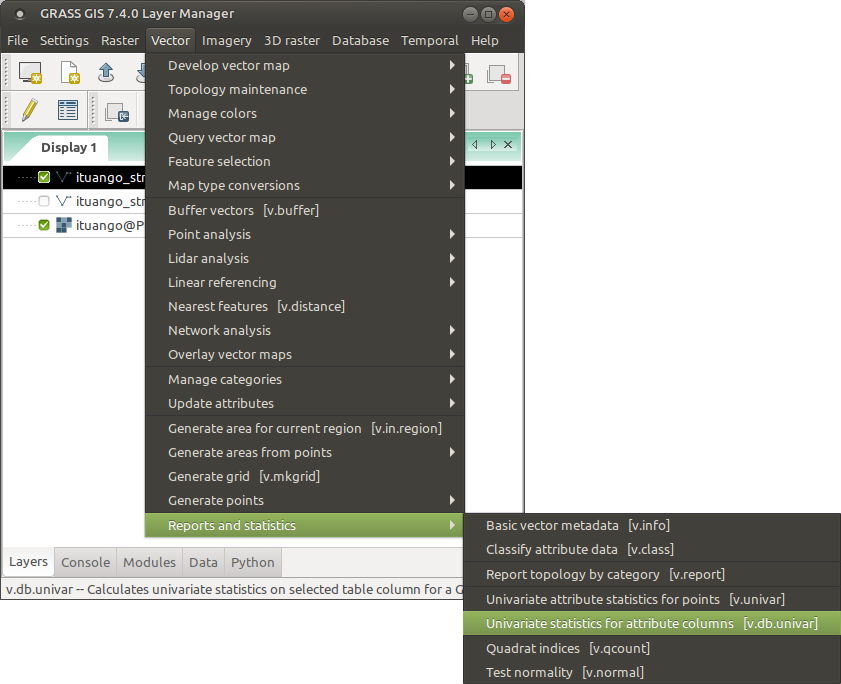 GRASS GIS 7.4.0 Layer Manager
File Settings Raster Vector Imagery 3D raster Database Temporal Help
Develop vector map
Topology maintenance
Manage colors
Display 1
Query vector map
Feature selection
ituango_str
Map type conversions
ituango_str
Buffer vectors [v.buffer]
ituango@P
Point analysis
Lidar analysis
Linear referencing
Nearest features [v.distance]
Network analysis
Overlay vector maps
Manage categories
Update attributes
Generate area for current region [v.in.region]
Generate areas from points
Generate grid [v.mkgrid]
Generate points
Reports and statistics
Basic vector metadata [v.info]
Classify attribute data [v.class]
Report topology by category [v.report]
Univariate attribute statistics for points [v.univar]
Univariate statistics for attribute columns [v.db.univar]
Quadrat indices [v.qcount]
Test normality [v.normal]
Layers Console Modules Data Python
v.db.univar -- Calculates univariate statistics on selected table column for a G